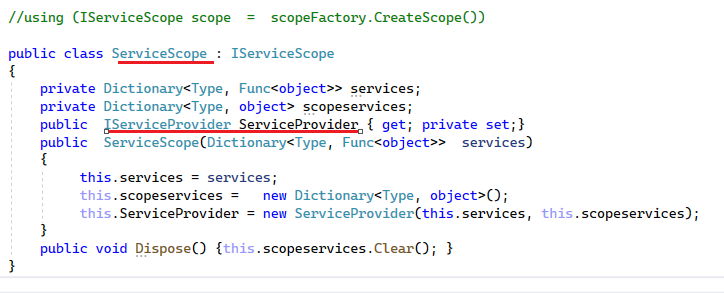 //using (IServiceScope scope  =  scopeFactory.CreateScope())
public class ServiceScope : IServiceScope
{
private Dictionary<Type, Func<object>> services;
private Dictionary<Type, object> scopeservices;
public  IServiceProvider ServiceProvider { get; private set;}
public  ServiceScope(Dictionary<Type, Func<object>>  services)
{
this.services = services;
this.scopeservices =   new Dictionary<Type, object>();
this.ServiceProvider = new ServiceProvider(this.services, this.scopeservices);
}
public void Dispose() {this.scopeservices.Clear(); }
}